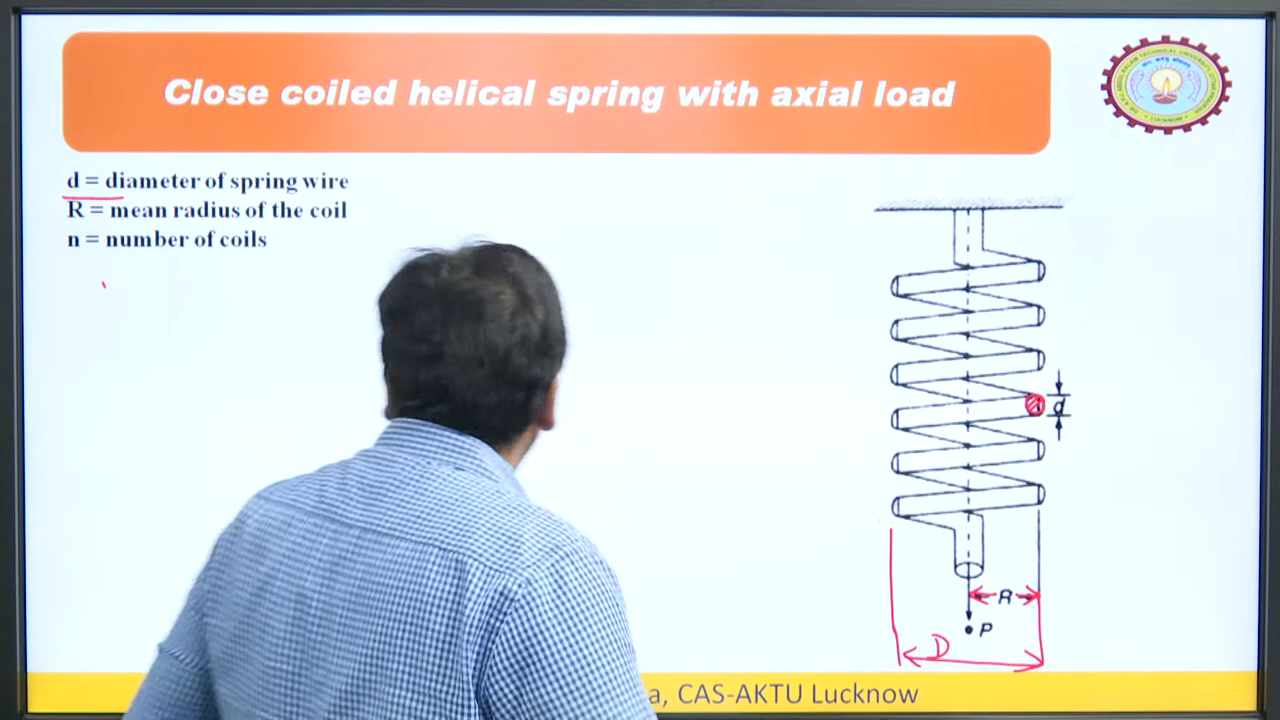 Close coiled helical spring with axial load
d = diameter of spring wire
R = mean radius of the coil
n = number of coils
d
R
P
D
a, CAS-AKTU Lucknow